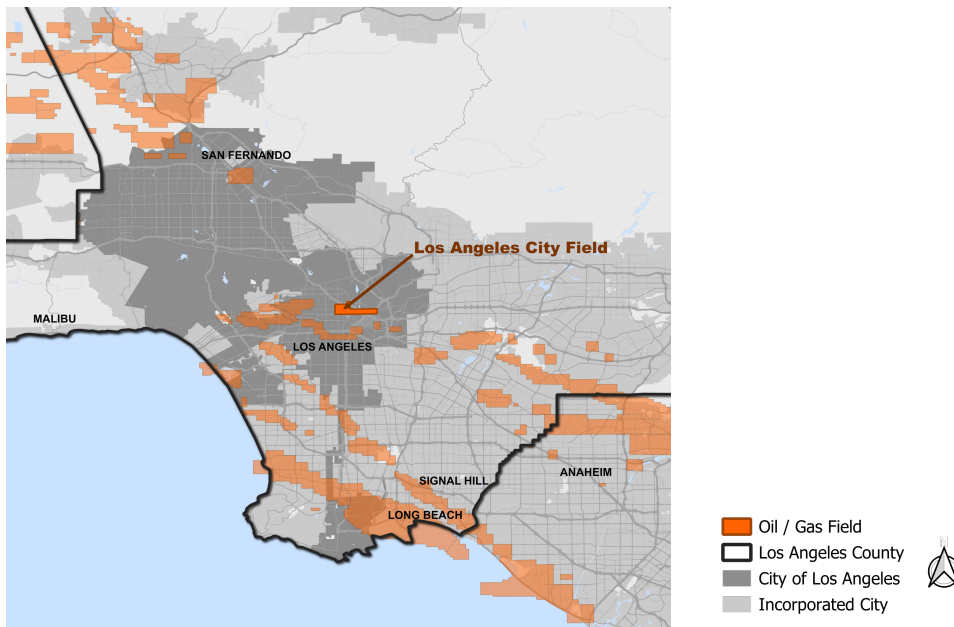 SAN FERNANDO
Los Angeles City Field
MALIBU
LOS ANGELES
SIGNAL HILL
ANAHEIM
LONG BEACH
Oil / Gas Field
Los Angeles County
City of Los Angeles
Incorporated City
N